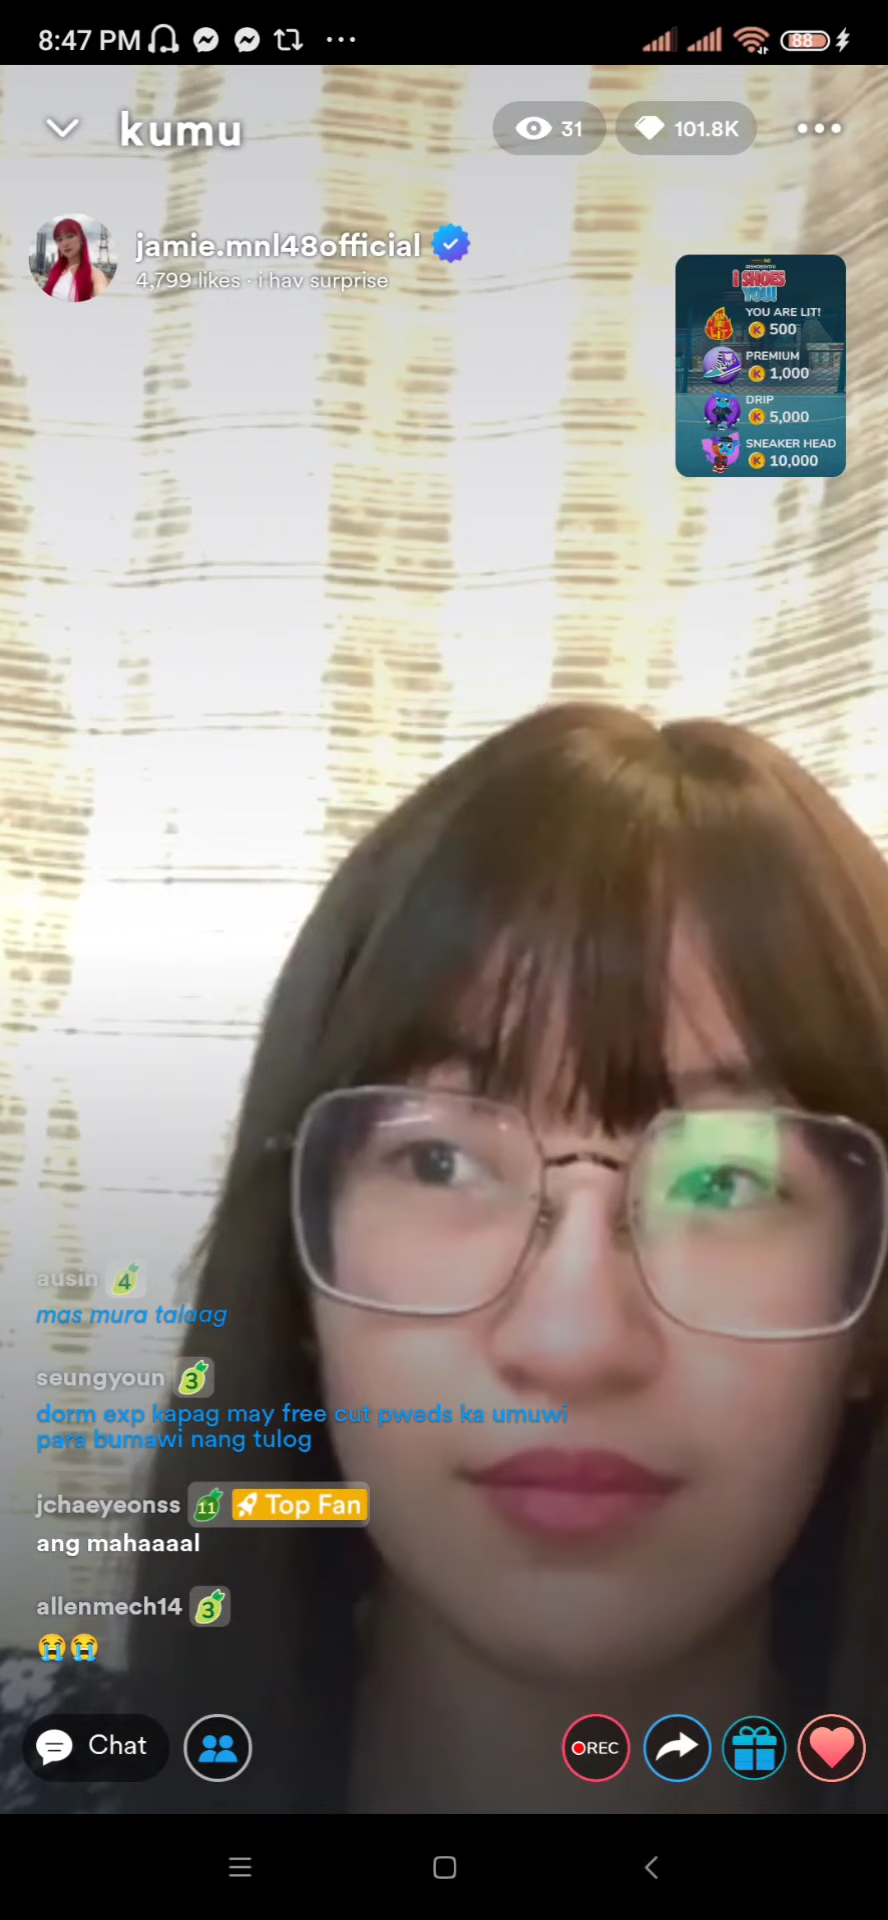 8:47 PM
88
kumu
31
101.8K
jamie.mnl48official
4,799 likes · i hav surprise
I SHOES
YOU!
YOU ARE LIT!
500
PREMIUM
1,000
DRIP
5,000
SNEAKER HEAD
10,000
ausin 4
mas mura talaag
seungyoun 3
dorm exp kapag may free cut pweds ka umuwi
para bumawi nang tulog
jchaeyeonss 11 Top Fan
ang mahaaaal
allenmech14 3
😭😭
Chat
REC